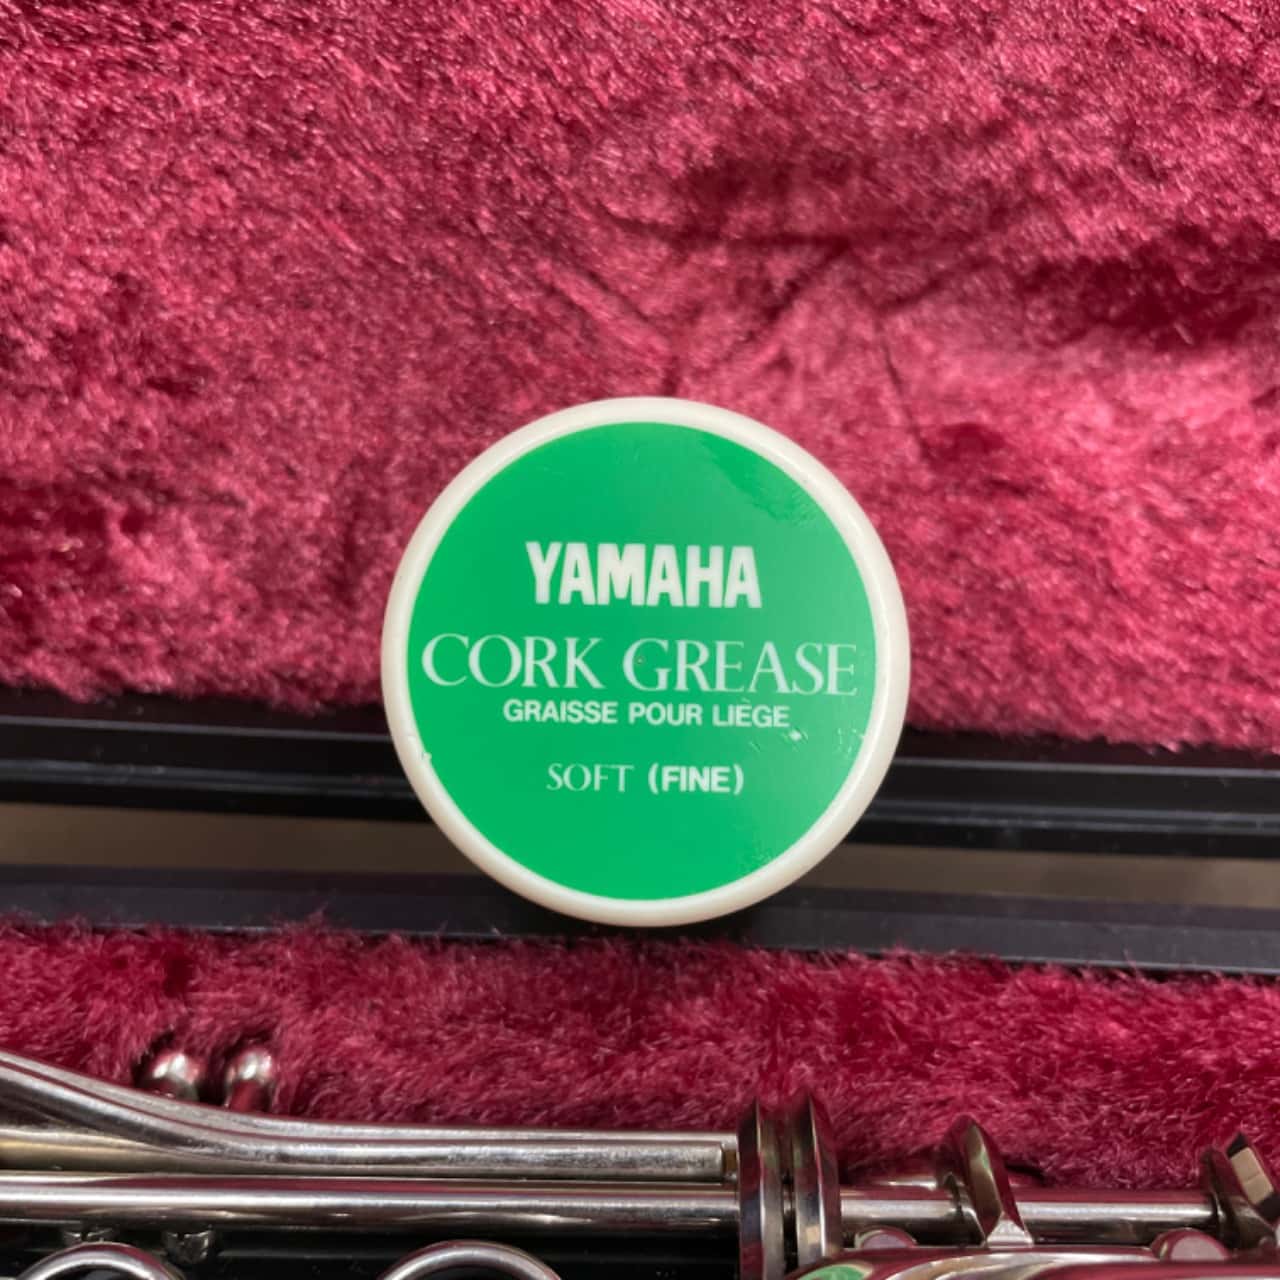 YAMAHA
CORK GREASE
GRAISSE POUR LIÈGE
SOFT (FINE)